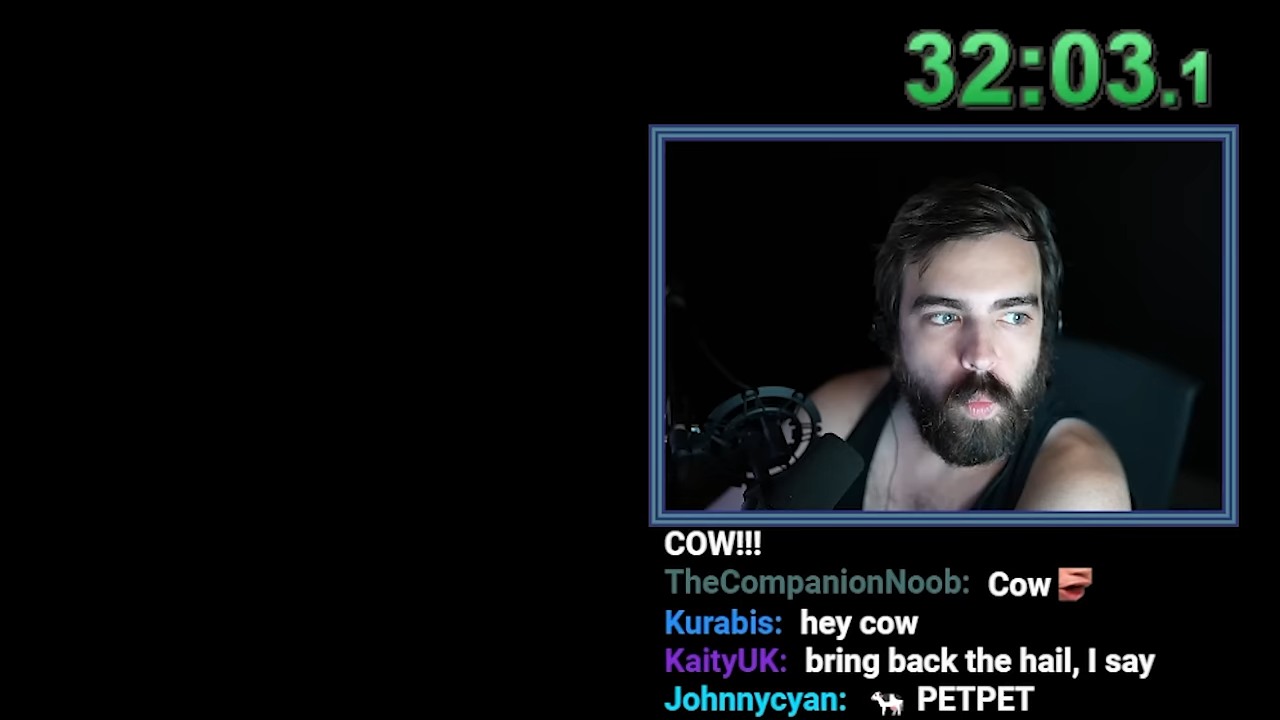 32:03.1
COW!!!
TheCompanionNoob: Cow
Kurabis: hey cow
KaityUK: bring back the hail, I say
Johnnycyan: PETPET